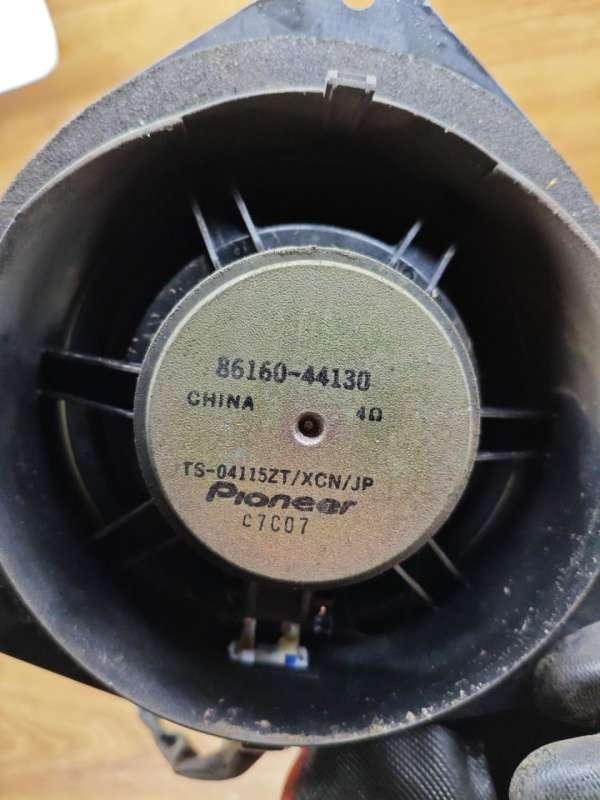 86160-44130
CHINA 4Ω
TS-04115ZT/XCN/JP
Pioneer
C7C07